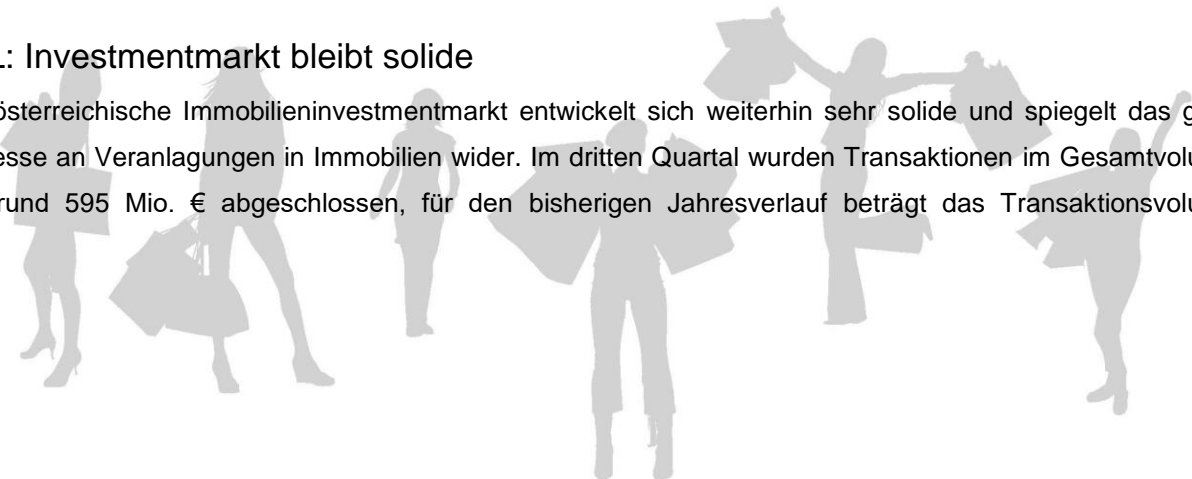 : Investmentmarkt bleibt solide
österreichische Immobilieninvestmentmarkt entwickelt sich weiterhin sehr solide und spiegelt das
an Veranlagungen in Immobilien wider. Im dritten Quartal wurden Transaktionen im
rund 595 Mio. € abgeschlossen, für den bisherigen Jahresverlauf beträgt das